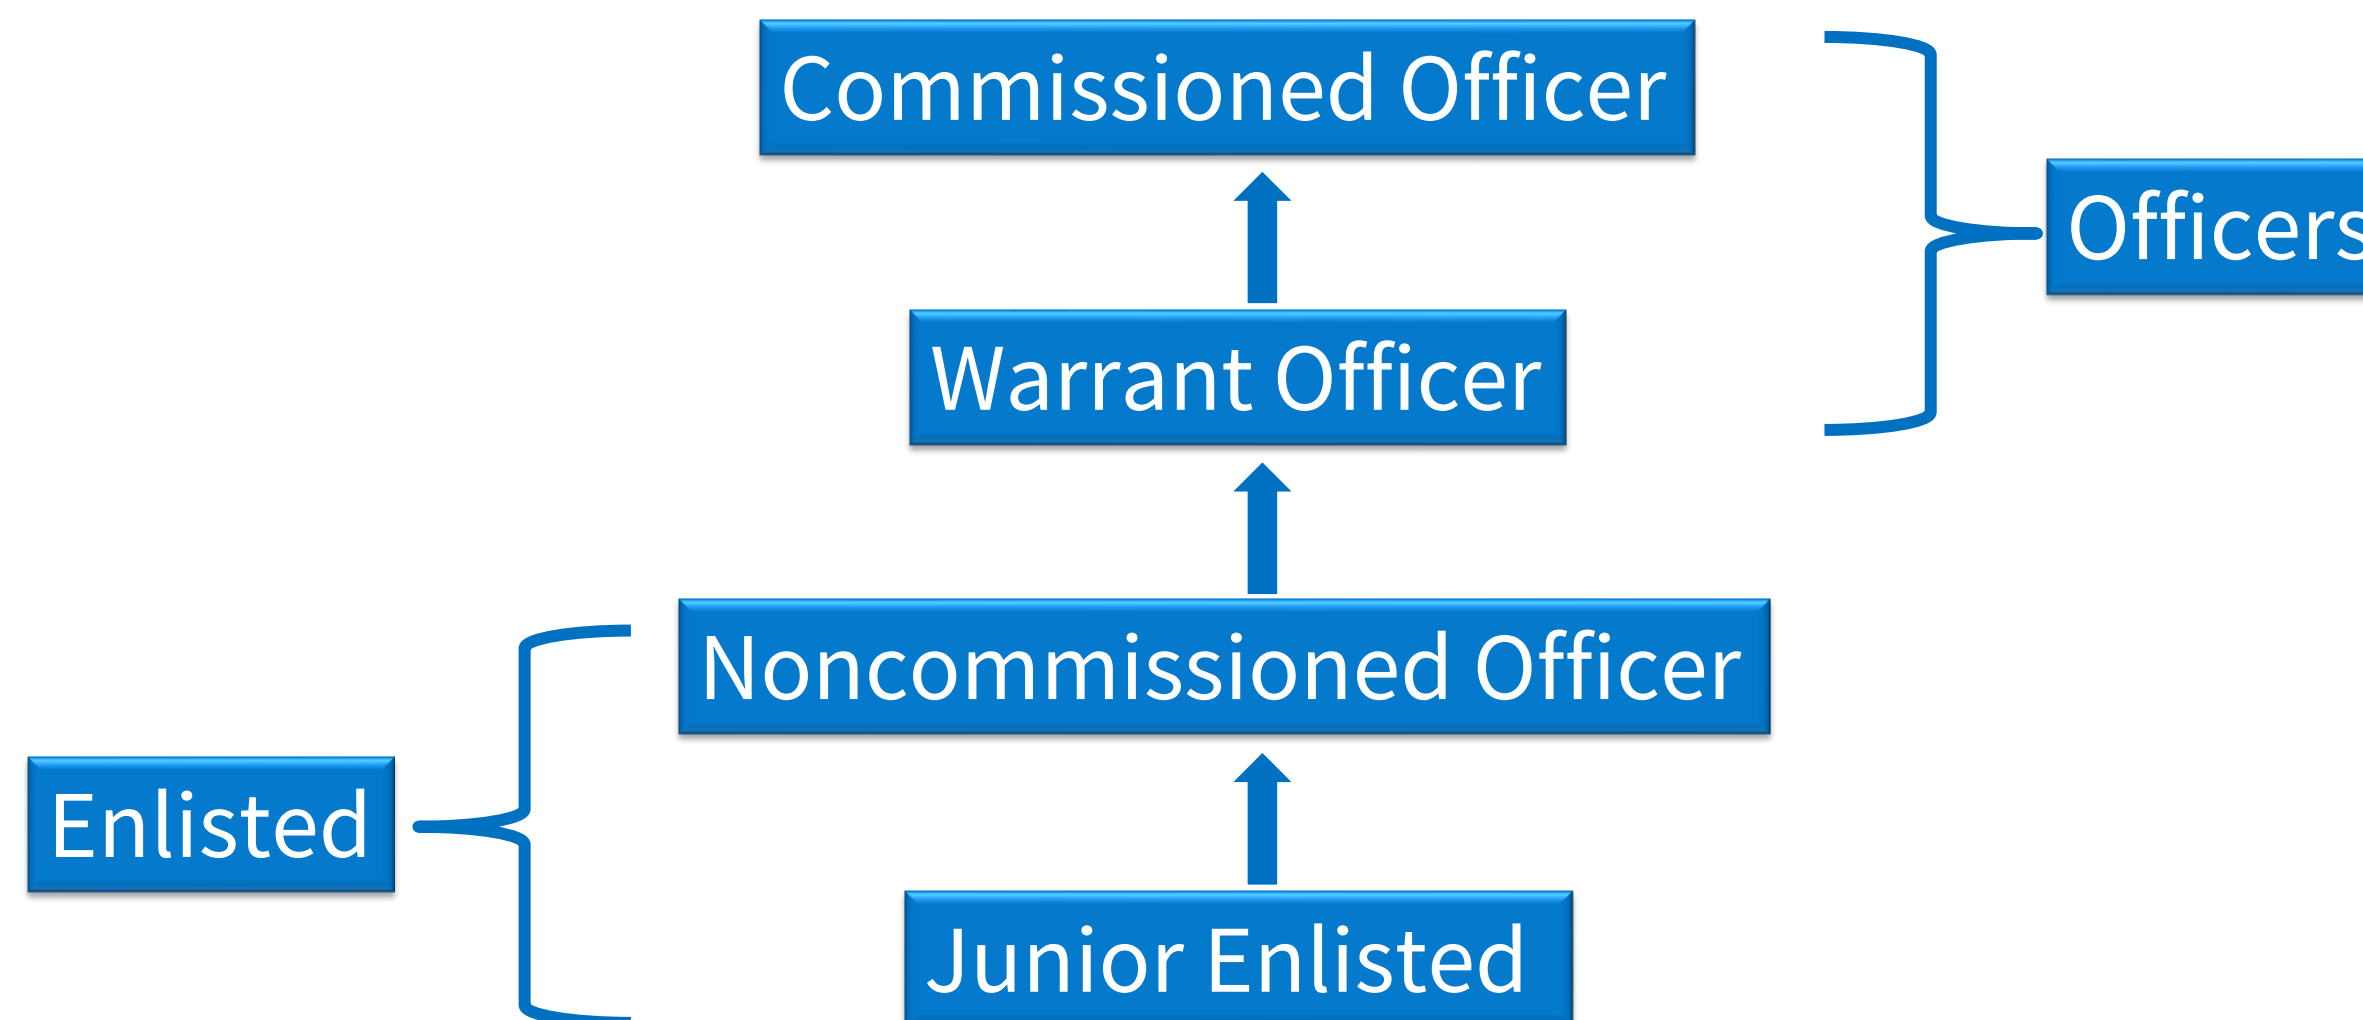 Commissioned Officer
Officers
Warrant Officer
Noncommissioned Officer
Enlisted
Junior Enlisted